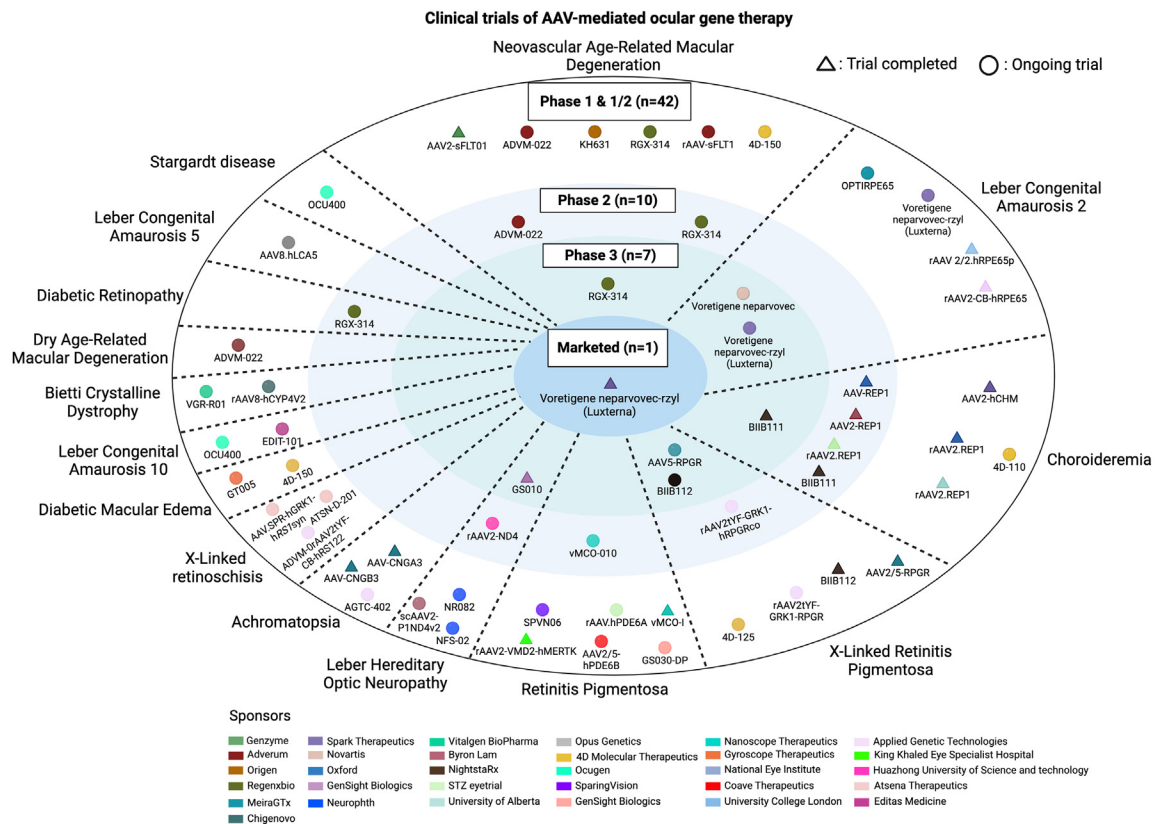 Clinical trials of AAV-mediated ocular gene therapy
Neovascular Age-Related Macular
Degeneration
: Trial completed
: Ongoing trial
Phase 1 & 1/2 (n=42)
AAV2-sFLT01
ADVM-022
KH631
RGX-314
rAAV-sFLT1
4D-150
Phase 2 (n=10)
ADVM-022
RGX-314
Phase 3 (n=7)
RGX-314
Marketed (n=1)
Voretigene neparvovec-rzyl
(Luxterna)
Leber Congenital
Amaurosis 2
OPTIRPE65
Voretigene
neparvovec-rzyl
(Luxterna)
rAAV 2/2.hRPE65p
rAAV2-CB-hRPE65
Voretigene neparvovec
Voretigene
neparvovec-rzyl
(Luxterna)
Choroideremia
AAV-REP1
AAV2-REP1
rAAV2.REP1
BIIB111
BIIB111
AAV2-hCHM
rAAV2.REP1
4D-110
rAAV2.REP1
X-Linked Retinitis
Pigmentosa
AAV5-RPGR
BIIB112
rAAV2tYF-GRK1-
hRPGRco
AAV2/5-RPGR
BIIB112
rAAV2tYF-
GRK1-RPGR
4D-125
Retinitis Pigmentosa
vMCO-010
SPVN06
rAAV.hPDE6A
vMCO-I
rAAV2-VMD2-hMERTK
AAV2/5-
hPDE6B
GS030-DP
Leber Hereditary
Optic Neuropathy
GS010
rAAV2-ND4
NR082
scAAV2-
P1ND4v2
NFS-02
Achromatopsia
AAV-CNGA3
AAV-CNGB3
AGTC-402
X-Linked
retinoschisis
AAV.SPR-hGRK1-
hRS1syn
ATSN-D-201
ADVM-0rAAV2tYF-
CB-hRS122
Diabetic Macular Edema
GT005
4D-150
Leber Congenital
Amaurosis 10
OCU400
EDIT-101
Bietti Crystalline
Dystrophy
VGR-R01
rAAV8-hCYP4V2
Dry Age-Related
Macular Degeneration
ADVM-022
Diabetic Retinopathy
RGX-314
Leber Congenital
Amaurosis 5
AAV8.hLCA5
Stargardt disease
OCU400
Sponsors
Genzyme
Adverum
Origen
Regenxbio
MeiraGTx
Chigenovo
Spark Therapeutics
Novartis
Oxford
GenSight Biologics
Neurophth
Vitalgen BioPharma
Byron Lam
NightstaRx
STZ eyetrial
University of Alberta
Opus Genetics
4D Molecular Therapeutics
Ocugen
SparingVision
GenSight Biologics
Nanoscope Therapeutics
Gyroscope Therapeutics
National Eye Institute
Coave Therapeutics
University College London
Applied Genetic Technologies
King Khaled Eye Specialist Hospital
Huazhong University of Science and technology
Atsena Therapeutics
Editas Medicine